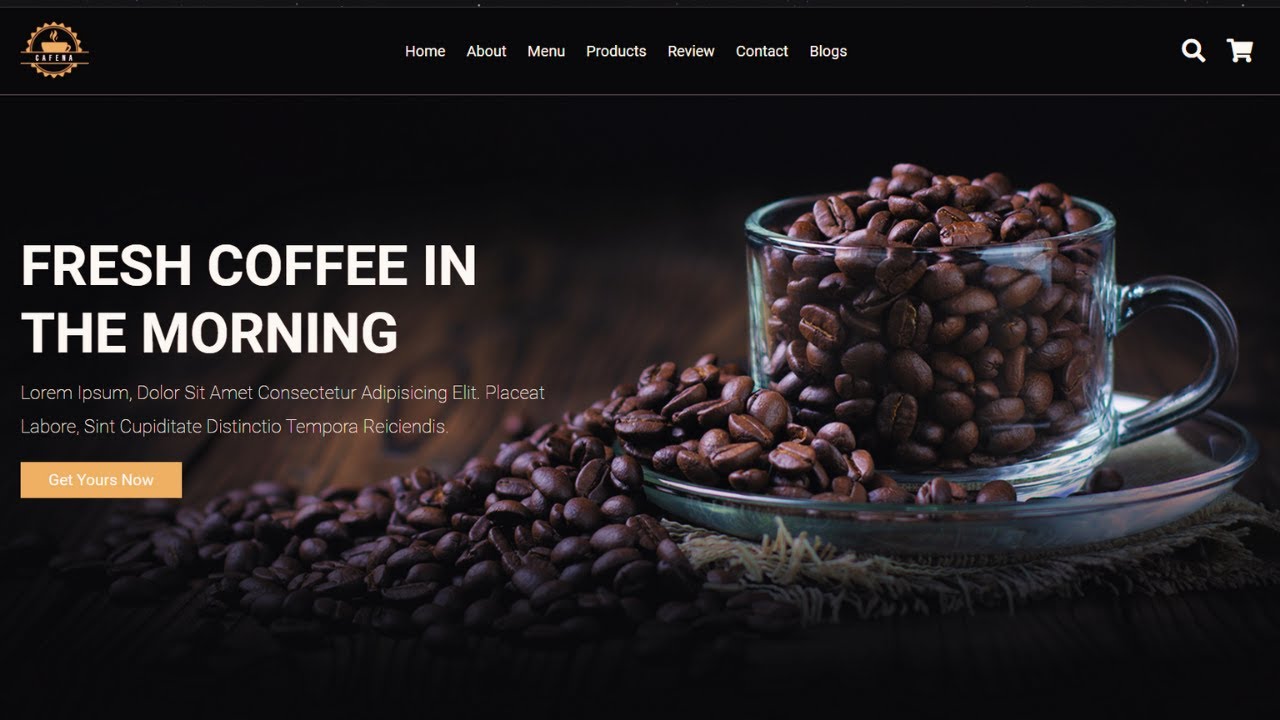 CAFENA
Home About Menu Products Review Contact Blogs
FRESH COFFEE IN
THE MORNING
Lorem Ipsum, Dolor Sit Amet Consectetur Adipisicing Elit. Placeat
Labore, Sint Cupiditate Distinctio Tempora Reiciendis.
Get Yours Now